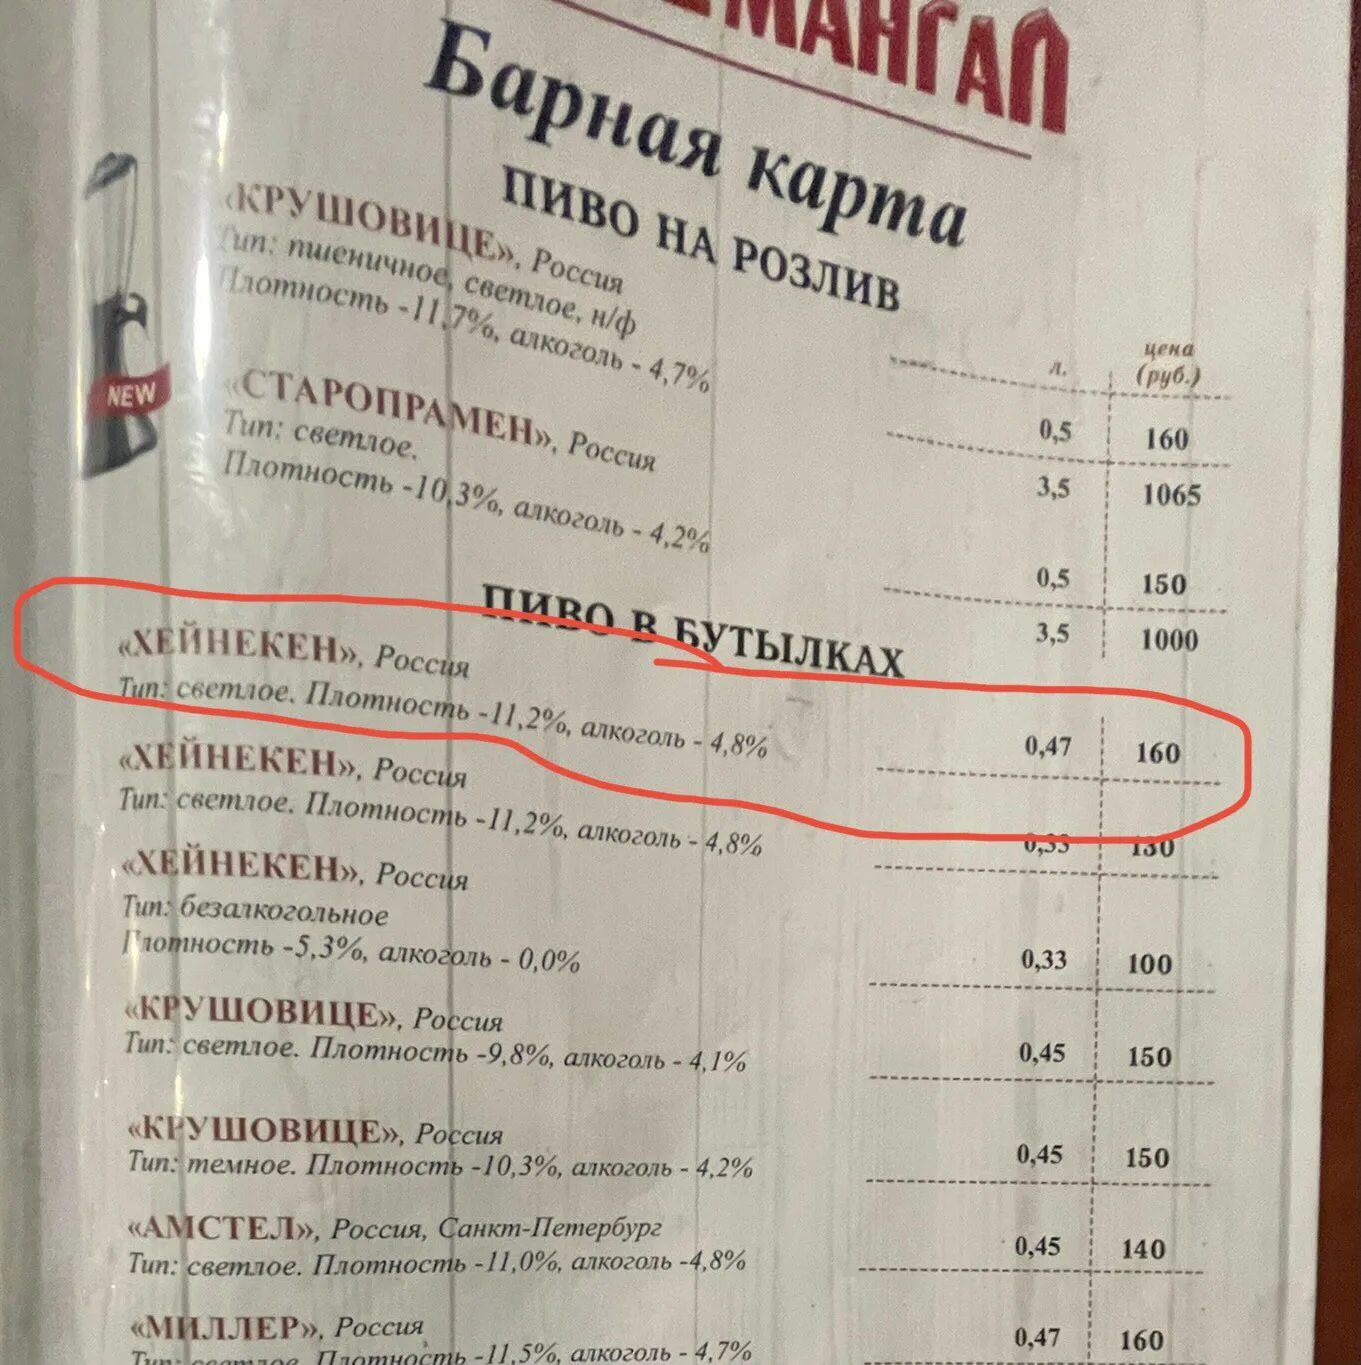 МАНГАЛ
Барная карта
ПИВО НА РОЗЛИВ
л. цена (руб.)
«КРУШОВИЦЕ», Россия
Тип: пшеничное, светлое, н/ф
Плотность -11,7%, алкоголь - 4,7%
0,5 160
3,5 1065
NEW
«СТАРОПРАМЕН», Россия
Тип: светлое.
Плотность -10,3%, алкоголь - 4,2%
0,5 150
3,5 1000
ПИВО В БУТЫЛКАХ
«ХЕЙНЕКЕН», Россия
Тип: светлое. Плотность -11,2%, алкоголь - 4,8% 0,47 160
«ХЕЙНЕКЕН», Россия
Тип: светлое. Плотность -11,2%, алкоголь - 4,8% 0,33 130
«ХЕЙНЕКЕН», Россия
Тип: безалкогольное
Плотность -5,3%, алкоголь - 0,0% 0,33 100
«КРУШОВИЦЕ», Россия
Тип: светлое. Плотность -9,8%, алкоголь - 4,1% 0,45 150
«КРУШОВИЦЕ», Россия
Тип: темное. Плотность -10,3%, алкоголь - 4,2% 0,45 150
«АМСТЕЛ», Россия, Санкт-Петербург
Тип: светлое. Плотность -11,0%, алкоголь -4,8% 0,45 140
«МИЛЛЕР», Россия 0,47 160
Тип: светлое. Плотность -11,5%, алкоголь - 4,7%